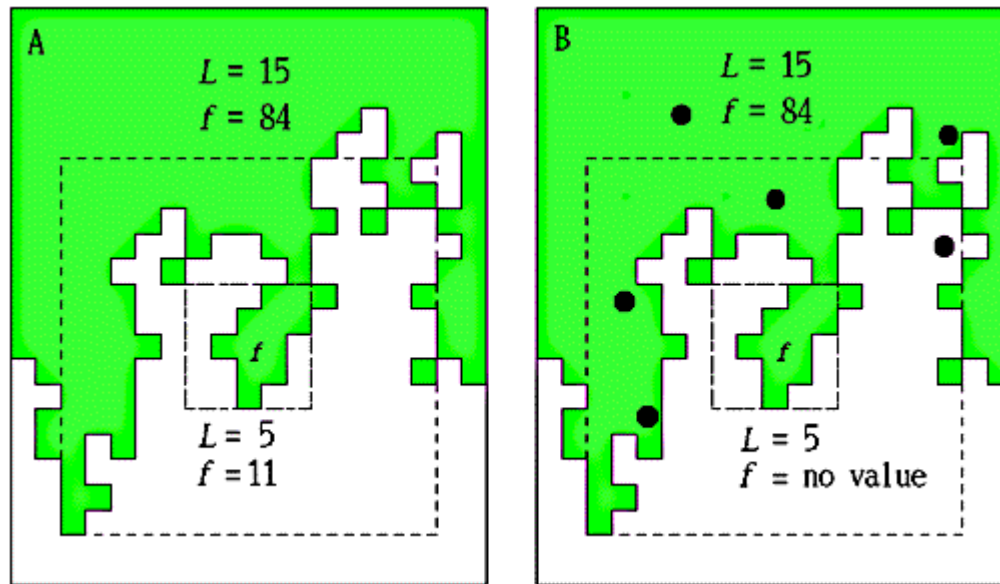 A
L = 15
f = 84
f
L = 5
f = 11
B
L = 15
f = 84
f
L = 5
f = no value